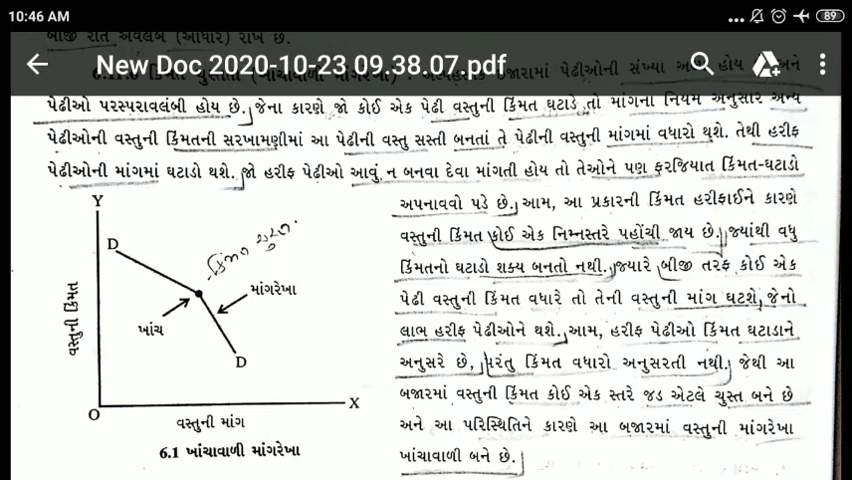 10:46 AM
89
બીજી રીતે અવલંબ (આધાર) રાખે છે.
New Doc 2020-10-23 09.38.07.pdf
પેઢીઓ પરસ્પરાવલંબી હોય છે. જેના કારણે જો કોઈ એક પેઢી વસ્તુની કિંમત ઘટાડે તો માંગના નિયમ અનુસાર અન્ય
પેઢીઓની વસ્તુની કિંમતની સરખામણીમાં આ પેઢીની વસ્તુ સસ્તી બનતાં તે પેઢીની વસ્તુની માંગમાં વધારો થશે. તેથી હરીફ
પેઢીઓની માંગમાં ઘટાડો થશે. જો હરીફ પેઢીઓ આવું ન બનવા દેવા માંગતી હોય તો તેઓને પણ ફરજિયાત કિંમત-ઘટાડો
અપનાવવો પડે છે. આમ, આ પ્રકારની કિંમત હરીફાઈને કારણે
વસ્તુની કિંમત કોઈ એક નિમ્નસ્તરે પહોંચી જાય છે. જ્યાંથી વધુ
કિંમતનો ઘટાડો શક્ય બનતો નથી. જ્યારે બીજી તરફ કોઈ એક
પેઢી વસ્તુની કિંમત વધારે તો તેની વસ્તુની માંગ ઘટશે, જેનો
લાભ હરીફ પેઢીઓને થશે. આમ, હરીફ પેઢીઓ કિંમત ઘટાડાને
અનુસરે છે, પરંતુ કિંમત વધારો અનુસરતી નથી. જેથી આ
બજારમાં વસ્તુની કિંમત કોઈ એક સ્તરે જડ એટલે ચુસ્ત બને છે
અને આ પરિસ્થિતિને કારણે આ બજારમાં વસ્તુની માંગરેખા
ખાંચાવાળી બને છે.
Y
D
માંગરેખા
ખાંચ
વસ્તુની કિંમત
D
O
X
વસ્તુની માંગ
6.1 ખાંચાવાળી માંગરેખા